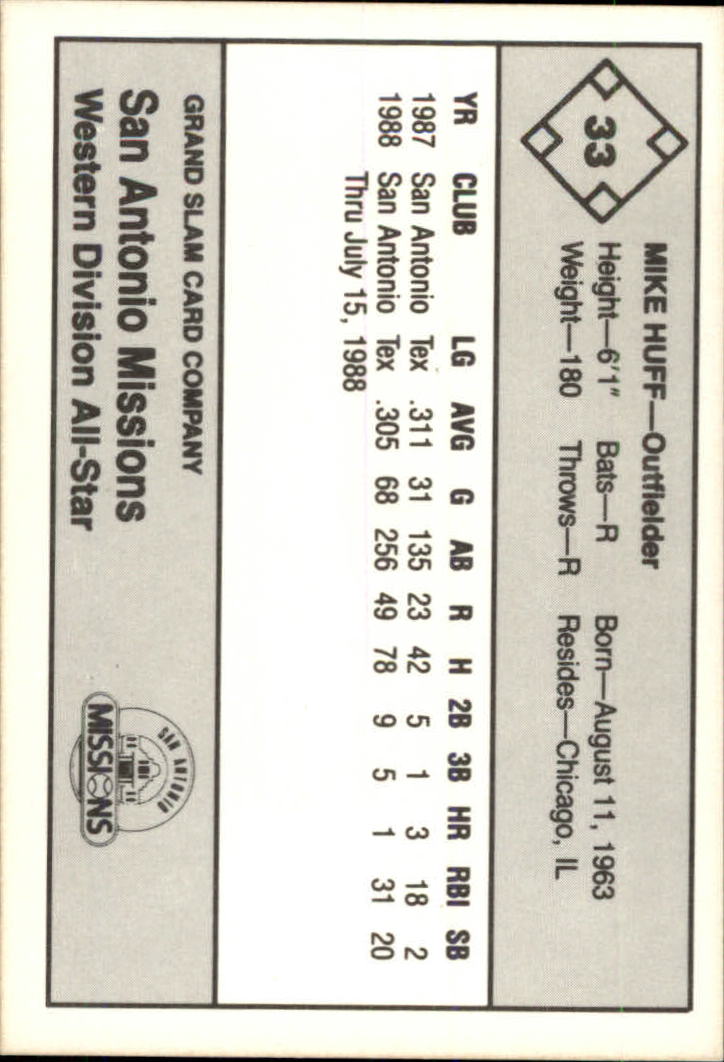 33
MIKE HUFF—Outfielder
Height—6'1" Bats—R Born—August 11, 1963
Weight—180 Throws—R Resides—Chicago, IL
YR CLUB LG AVG G AB R H 2B 3B HR RBI SB
1987 San Antonio Tex .311 31 135 23 42 5 1 3 18 2
1988 San Antonio Tex .305 68 256 49 78 9 5 1 31 20
Thru July 15, 1988
GRAND SLAM CARD COMPANY
San Antonio Missions
Western Division All-Star
SAN ANTONIO
MISSIONS